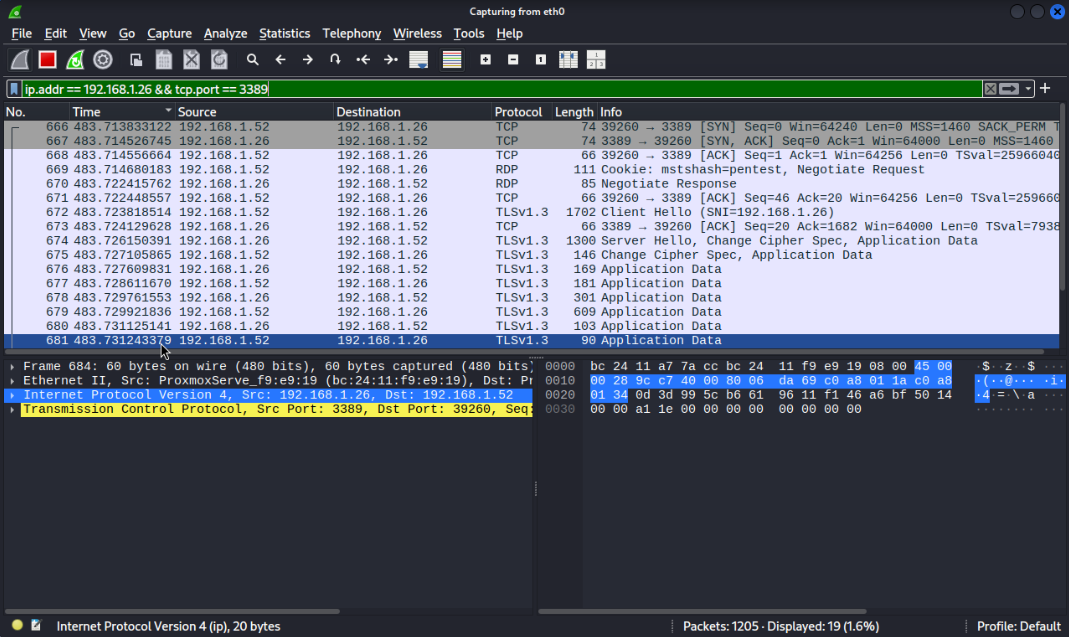 Capturing from eth0
File Edit View Go Capture Analyze Statistics Telephony Wireless Tools Help
ip.addr == 192.168.1.26 && tcp.port == 3389
No. Time Source Destination Protocol Length Info
666 483.713833122 192.168.1.52 192.168.1.26 TCP 74 39260 → 3389 [SYN] Seq=0 Win=64240 Len=0 MSS=1460 SACK_PERM T
667 483.714526745 192.168.1.26 192.168.1.52 TCP 74 3389 → 39260 [SYN, ACK] Seq=0 Ack=1 Win=64000 Len=0 MSS=1460
668 483.714556664 192.168.1.52 192.168.1.26 TCP 66 39260 → 3389 [ACK] Seq=1 Ack=1 Win=64256 Len=0 TSval=25966040
669 483.714680183 192.168.1.52 192.168.1.26 RDP 111 Cookie: mstshash=pentest, Negotiate Request
670 483.722415762 192.168.1.26 192.168.1.52 RDP 85 Negotiate Response
671 483.722448557 192.168.1.52 192.168.1.26 TCP 66 39260 → 3389 [ACK] Seq=46 Ack=20 Win=64256 Len=0 TSval=259660
672 483.723818514 192.168.1.52 192.168.1.26 TLSv1.3 1702 Client Hello (SNI=192.168.1.26)
673 483.724129628 192.168.1.26 192.168.1.52 TCP 66 3389 → 39260 [ACK] Seq=20 Ack=1682 Win=64000 Len=0 TSval=7938
674 483.726150391 192.168.1.26 192.168.1.52 TLSv1.3 1300 Server Hello, Change Cipher Spec, Application Data
675 483.727105865 192.168.1.52 192.168.1.26 TLSv1.3 146 Change Cipher Spec, Application Data
676 483.727609831 192.168.1.26 192.168.1.52 TLSv1.3 169 Application Data
677 483.728611670 192.168.1.52 192.168.1.26 TLSv1.3 181 Application Data
678 483.729761553 192.168.1.26 192.168.1.52 TLSv1.3 301 Application Data
679 483.729921836 192.168.1.52 192.168.1.26 TLSv1.3 609 Application Data
680 483.731125141 192.168.1.26 192.168.1.52 TLSv1.3 103 Application Data
681 483.731243379 192.168.1.52 192.168.1.26 TLSv1.3 90 Application Data
Frame 684: 60 bytes on wire (480 bits), 60 bytes captured (480 bits)
Ethernet II, Src: ProxmoxServe_f9:e9:19 (bc:24:11:f9:e9:19), Dst: Pr
Internet Protocol Version 4, Src: 192.168.1.26, Dst: 192.168.1.52
Transmission Control Protocol, Src Port: 3389, Dst Port: 39260, Seq:
0000 bc 24 11 a7 7a cc bc 24 11 f9 e9 19 08 00 45 00 ·$··z··$ ···
0010 00 28 9c c7 40 00 80 06 da 69 c0 a8 01 1a c0 a8 ·(··@··· ·i·
0020 01 34 0d 3d 99 5c b6 61 96 11 f1 46 a6 bf 50 14 ·4·=·\·a ···
0030 00 00 a1 1e 00 00 00 00 00 00 00 00 ········ ···
Internet Protocol Version 4 (ip), 20 bytes
Packets: 1205 · Displayed: 19 (1.6%)
Profile: Default